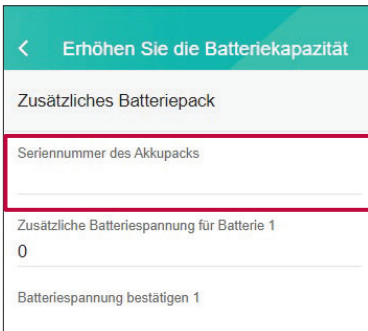 Erhöhen Sie die Batteriekapazität
Zusätzliches Batteriepack
Seriennummer des Akkupacks
Zusätzliche Batteriespannung für Batterie 1
0
Batteriespannung bestätigen 1